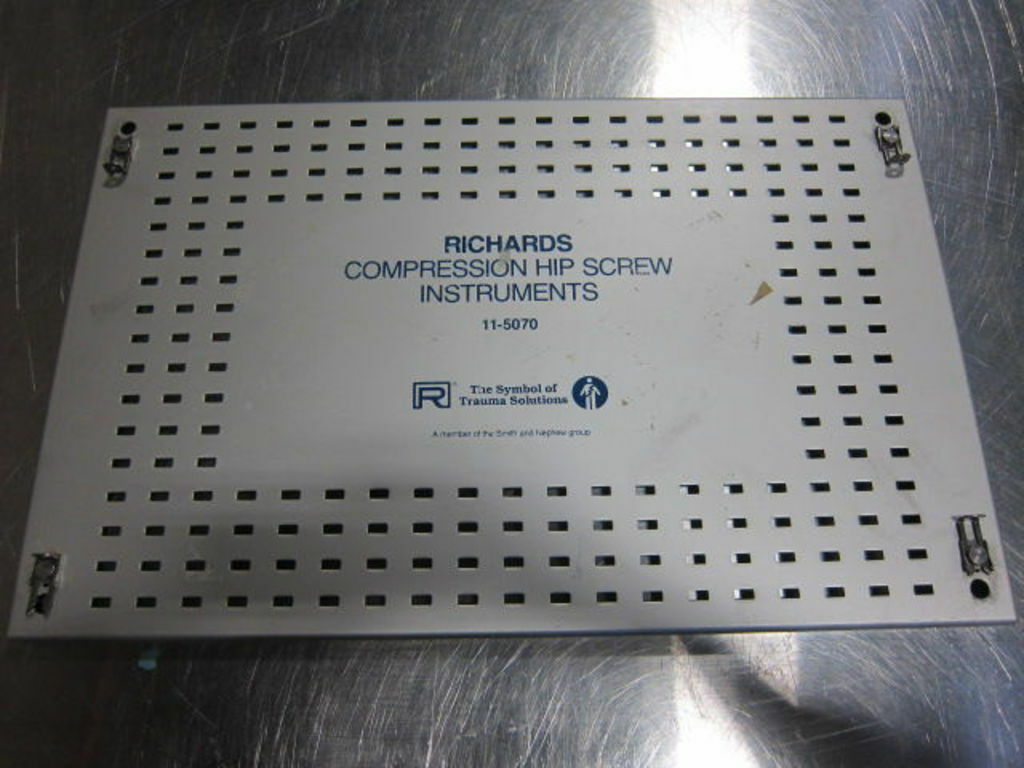 RICHARDS
COMPRESSION HIP SCREW
INSTRUMENTS
11-5070
R® The Symbol of
Trauma Solutions
A member of the Smith and Nephew group